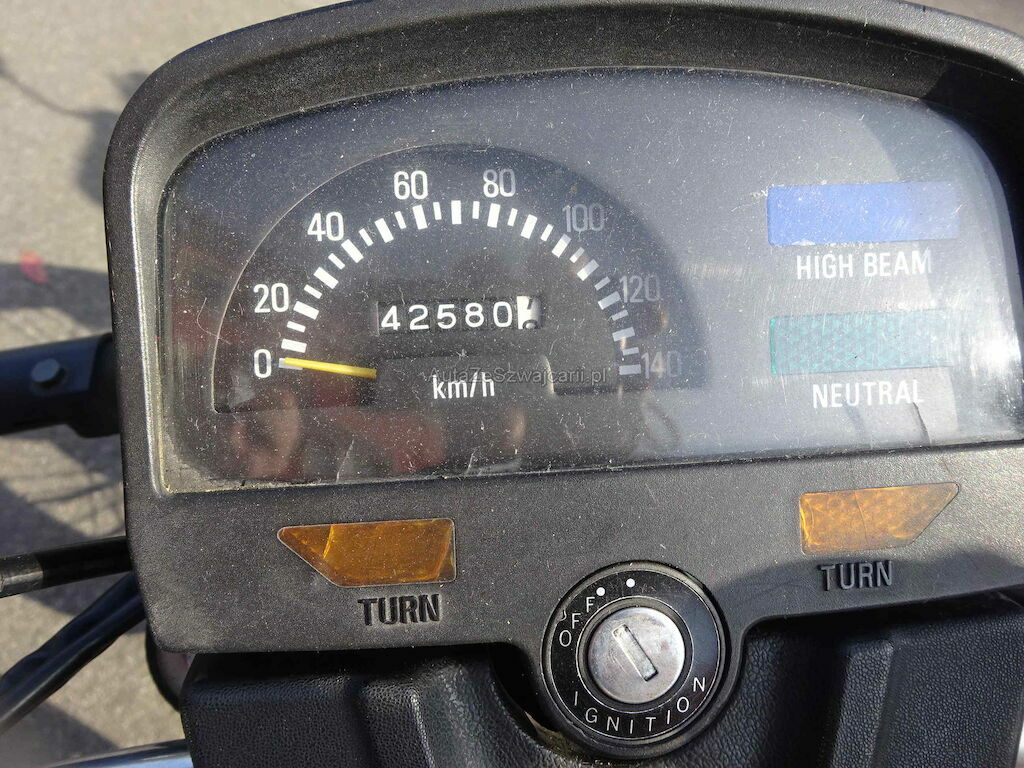 60 80
40 100
20 120
42580
0 140
km/h
HIGH BEAM
NEUTRAL
TURN
TURN
OFF
IGNITION